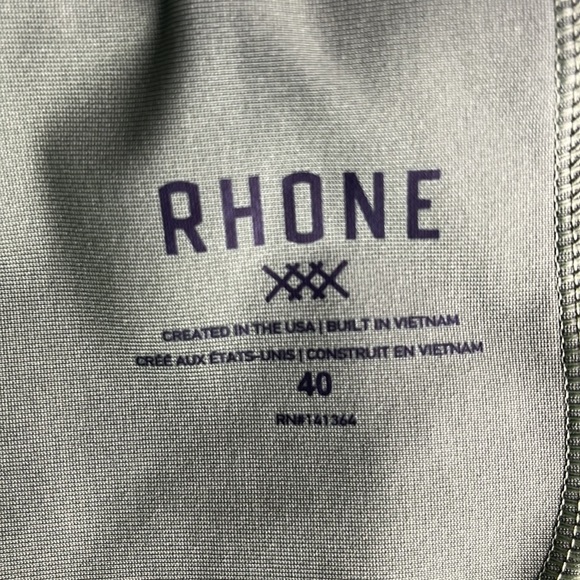 RHONE
CREATED IN THE USA | BUILT IN VIETNAM
CRÉÉ AUX ÉTATS-UNIS | CONSTRUIT EN VIETNAM
40
RN#141364